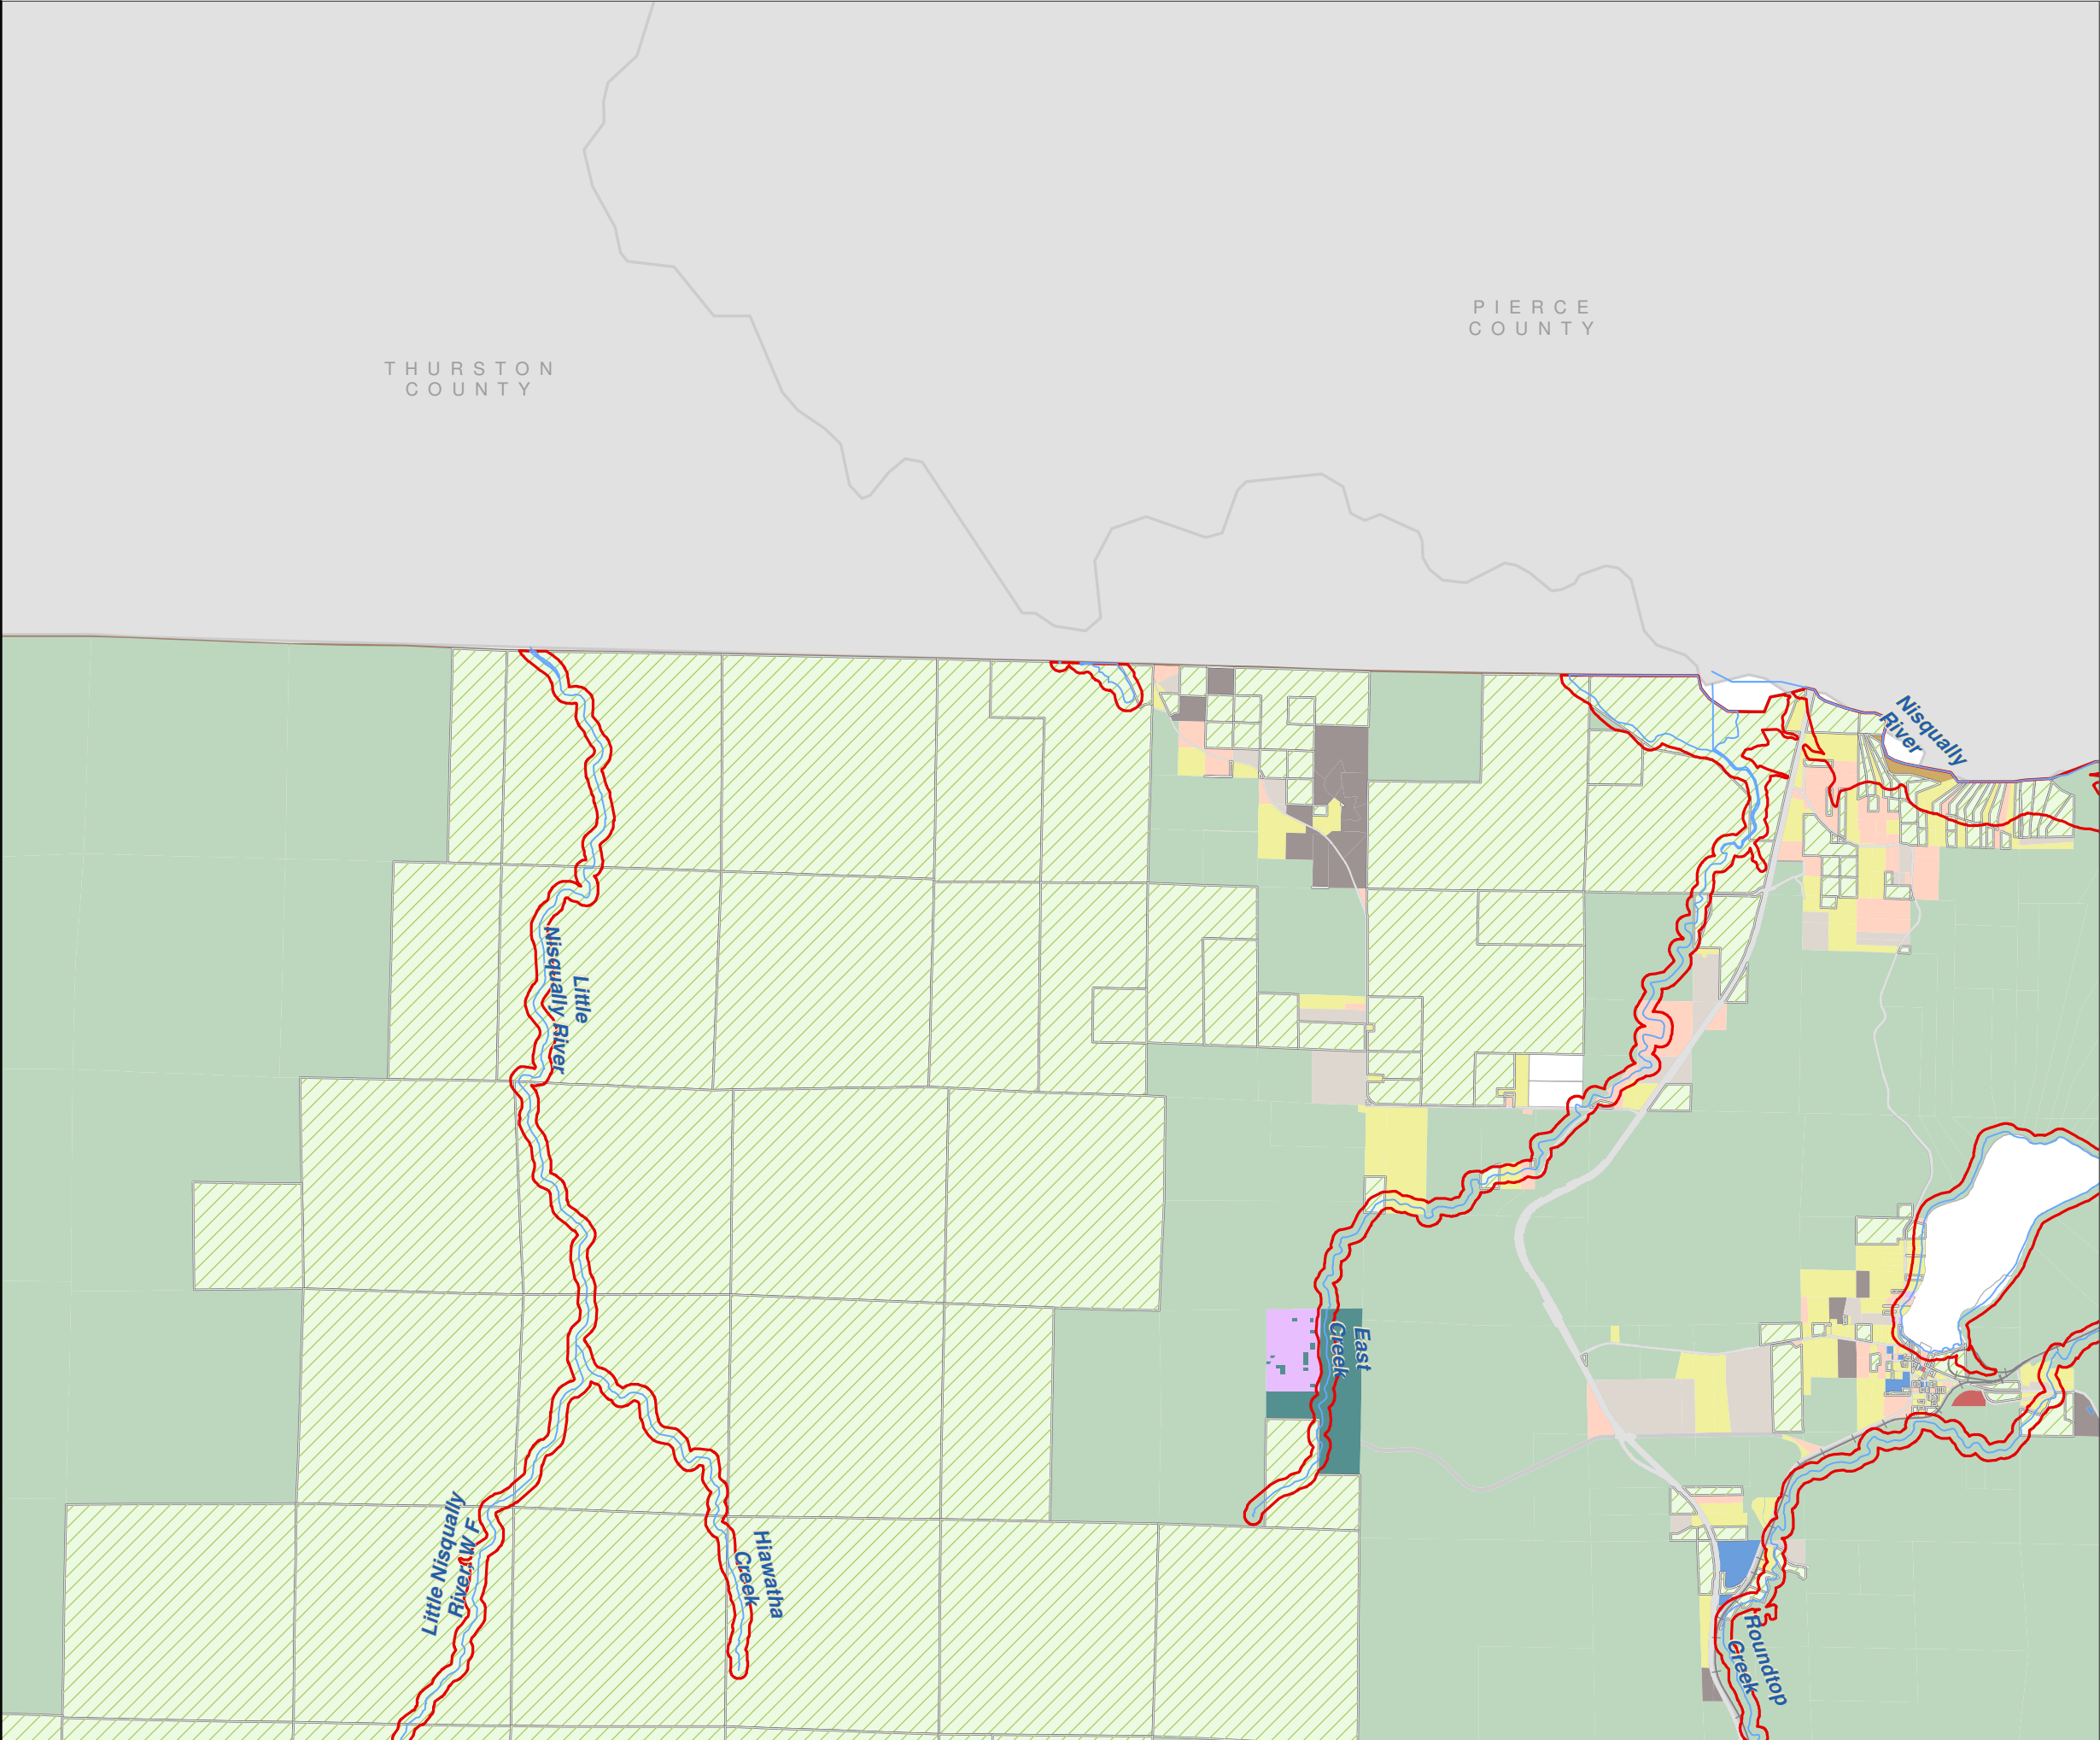 PIERCE
COUNTY
THURSTON
COUNTY
Nisqually
River
Little
Nisqually River
East
Creek
Little Nisqually
River, W F
Hiawatha
Creek
Roundtop
Creek